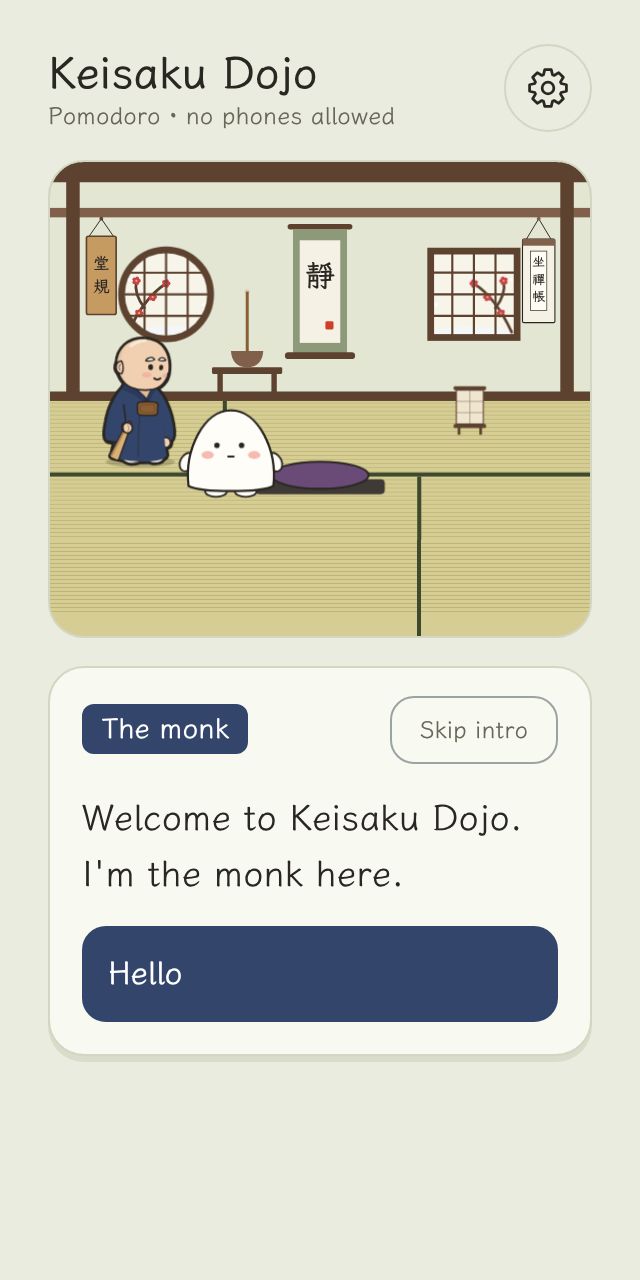 Keisaku Dojo
Pomodoro • no phones allowed
堂規
靜
坐禪帳
The monk
Skip intro
Welcome to Keisaku Dojo.
I'm the monk here.
Hello